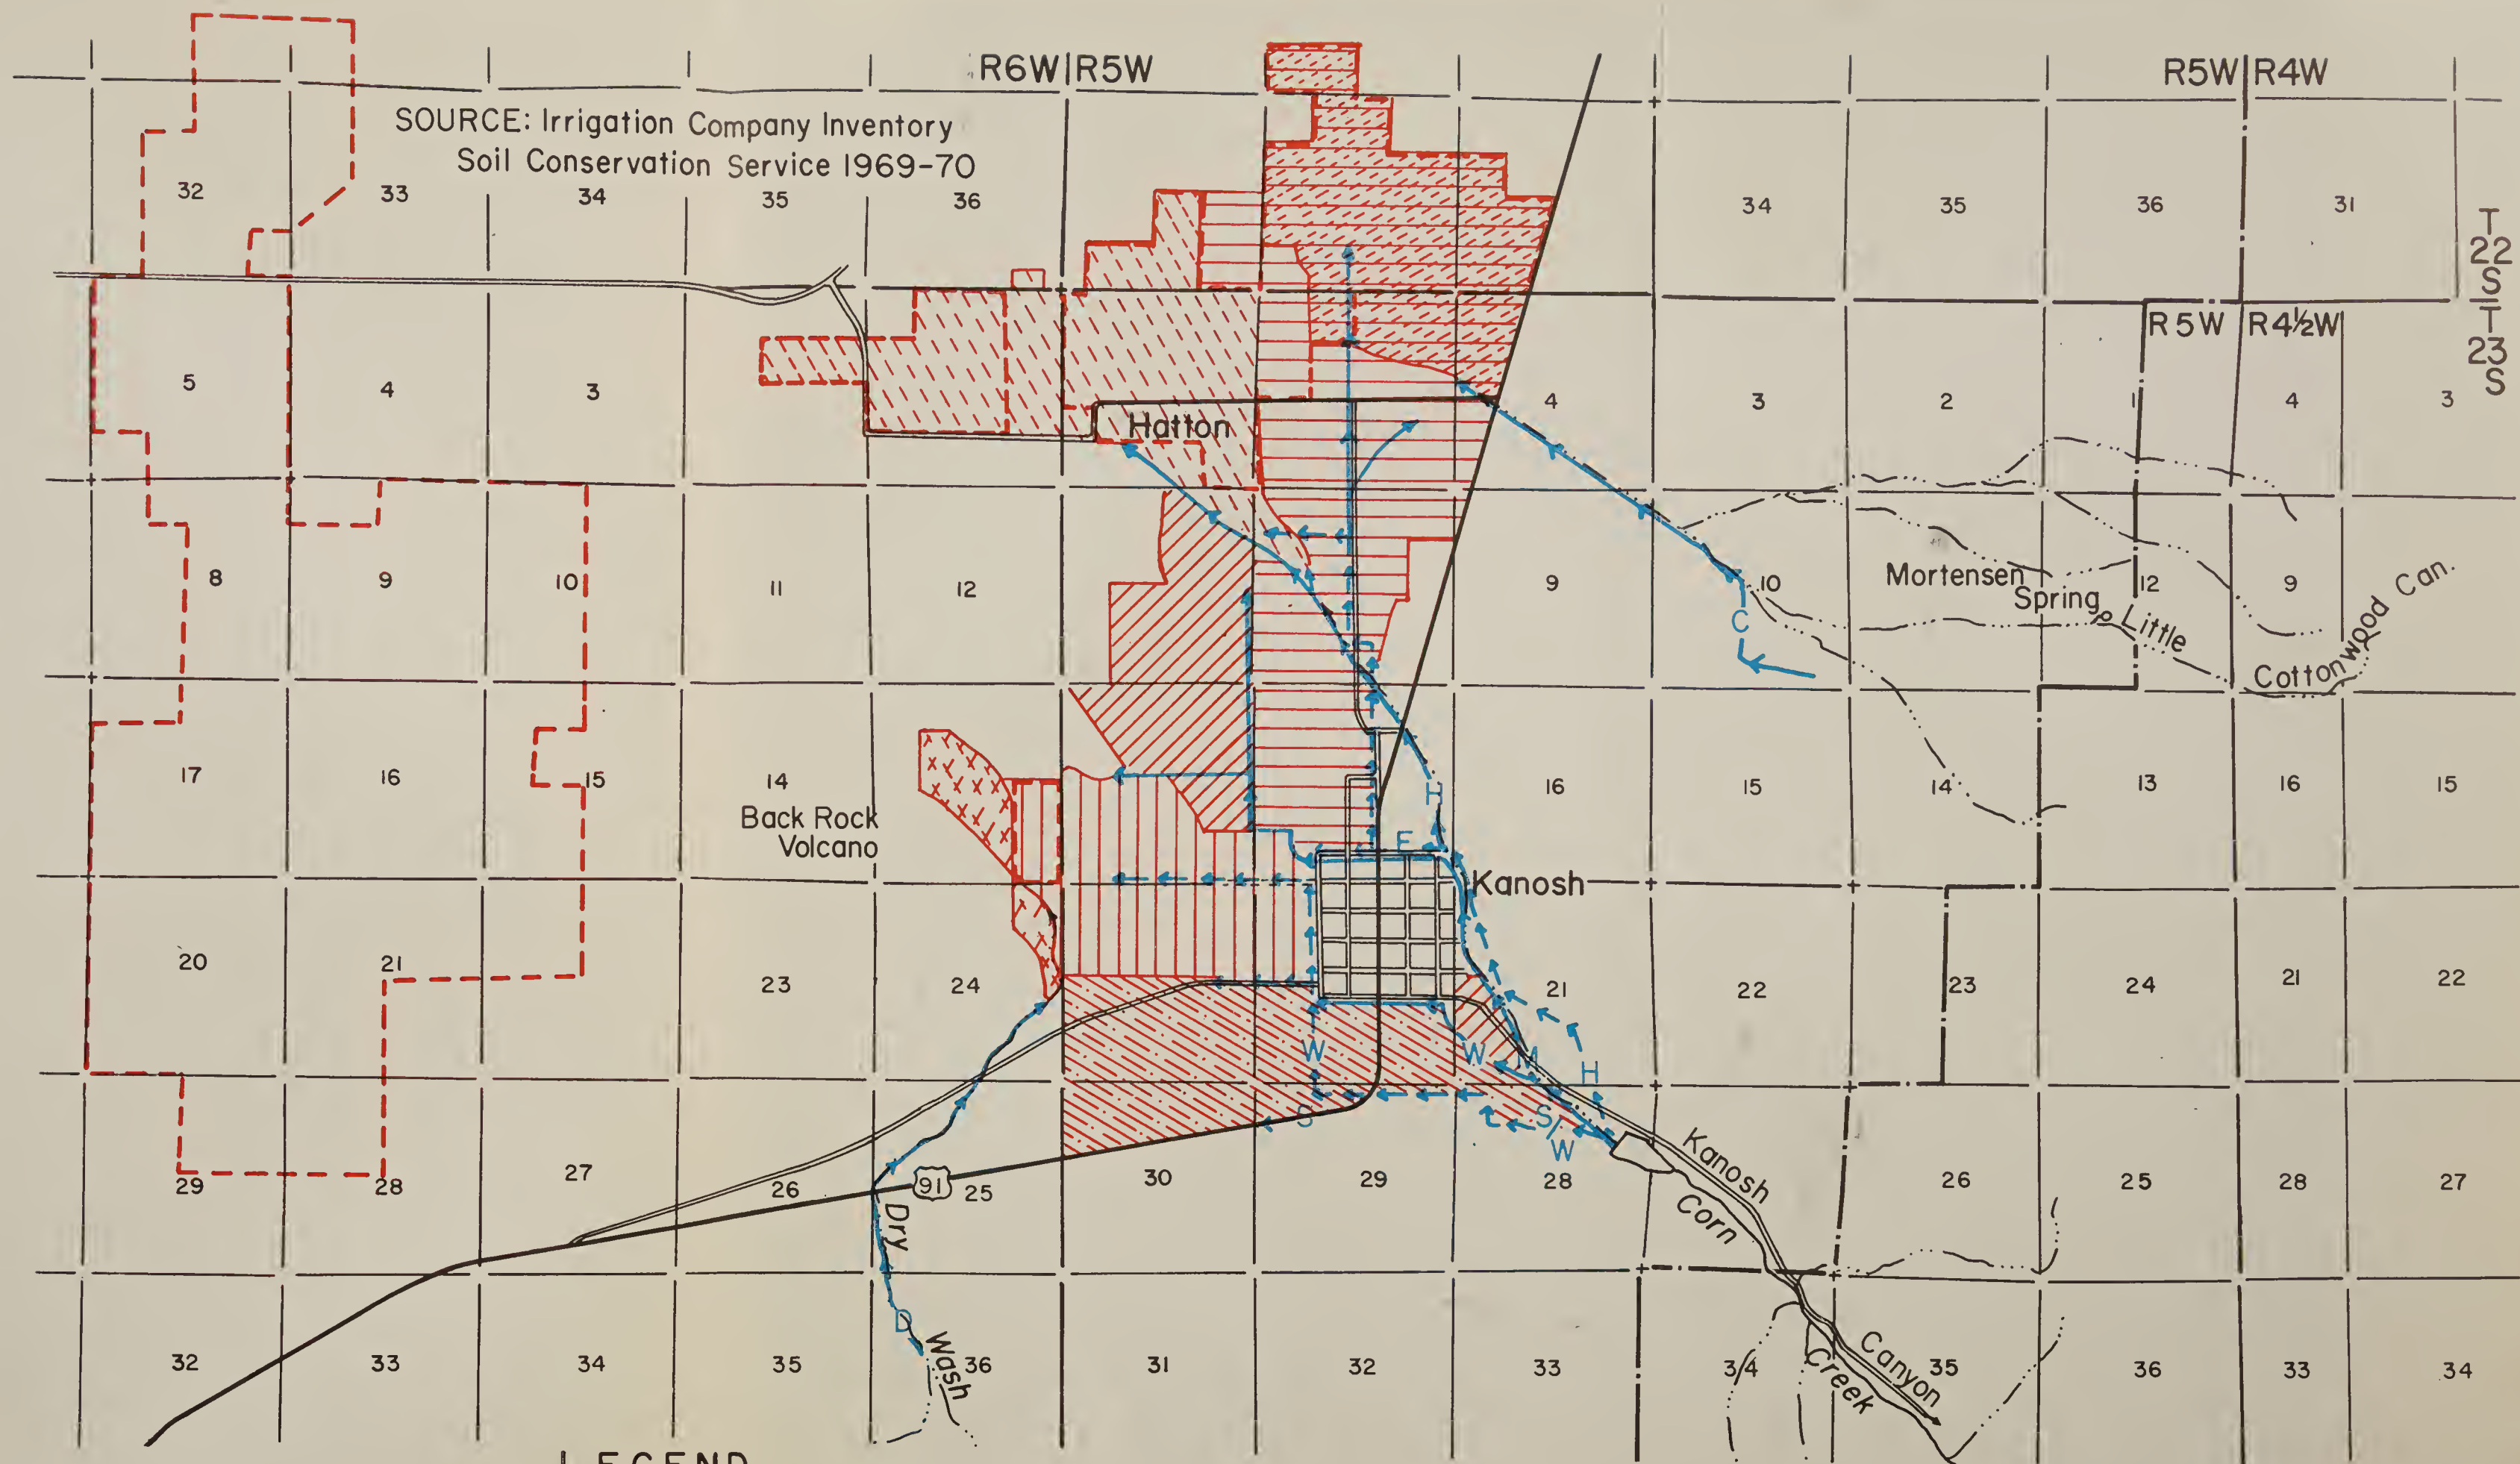 R6W R5W
R5W R4W
SOURCE: Irrigation Company Inventory
Soil Conservation Service 1969-70
32 33 34 35 36 34 35 36 31
T
22
S
T
23
S
R5W R4½W
5 4 3 4 3 2 1 4 3
Hatton
8 9 10 11 12 9 10 12 9
Mortensen
Spring
Little
Cottonwood Can.
C
17 16 15 14 16 15 14 13 16 15
H
Back Rock
Volcano
E
Kanosh
20 21 23 24 21 22 23 24 21 22
W W M H
S S/W
29 28 27 26 91 25 30 29 28 26 25 28 27
Kanosh
Canyon
Corn
Creek
Dry
Wash
D
32 33 34 35 36 31 32 33 34 35 36 33 34
LEGEND